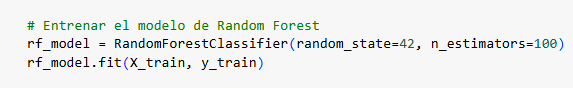 # Entrenar el modelo de Random Forest
rf_model = RandomForestClassifier(random_state=42, n_estimators=100)
rf_model.fit(X_train, y_train)